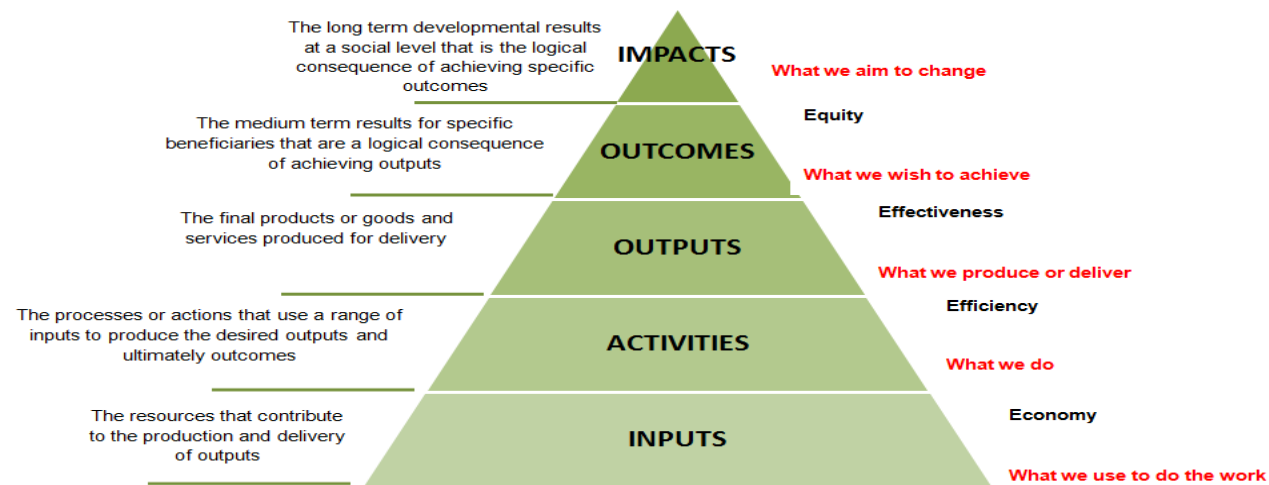 The long term developmental results
at a social level that is the logical
consequence of achieving specific
outcomes
IMPACTS
What we aim to change
Equity
The medium term results for specific
beneficiaries that are a logical consequence
of achieving outputs
OUTCOMES
What we wish to achieve
Effectiveness
The final products or goods and
services produced for delivery
OUTPUTS
What we produce or deliver
Efficiency
The processes or actions that use a range of
inputs to produce the desired outputs and
ultimately outcomes
ACTIVITIES
What we do
Economy
The resources that contribute
to the production and delivery
of outputs
INPUTS
What we use to do the work